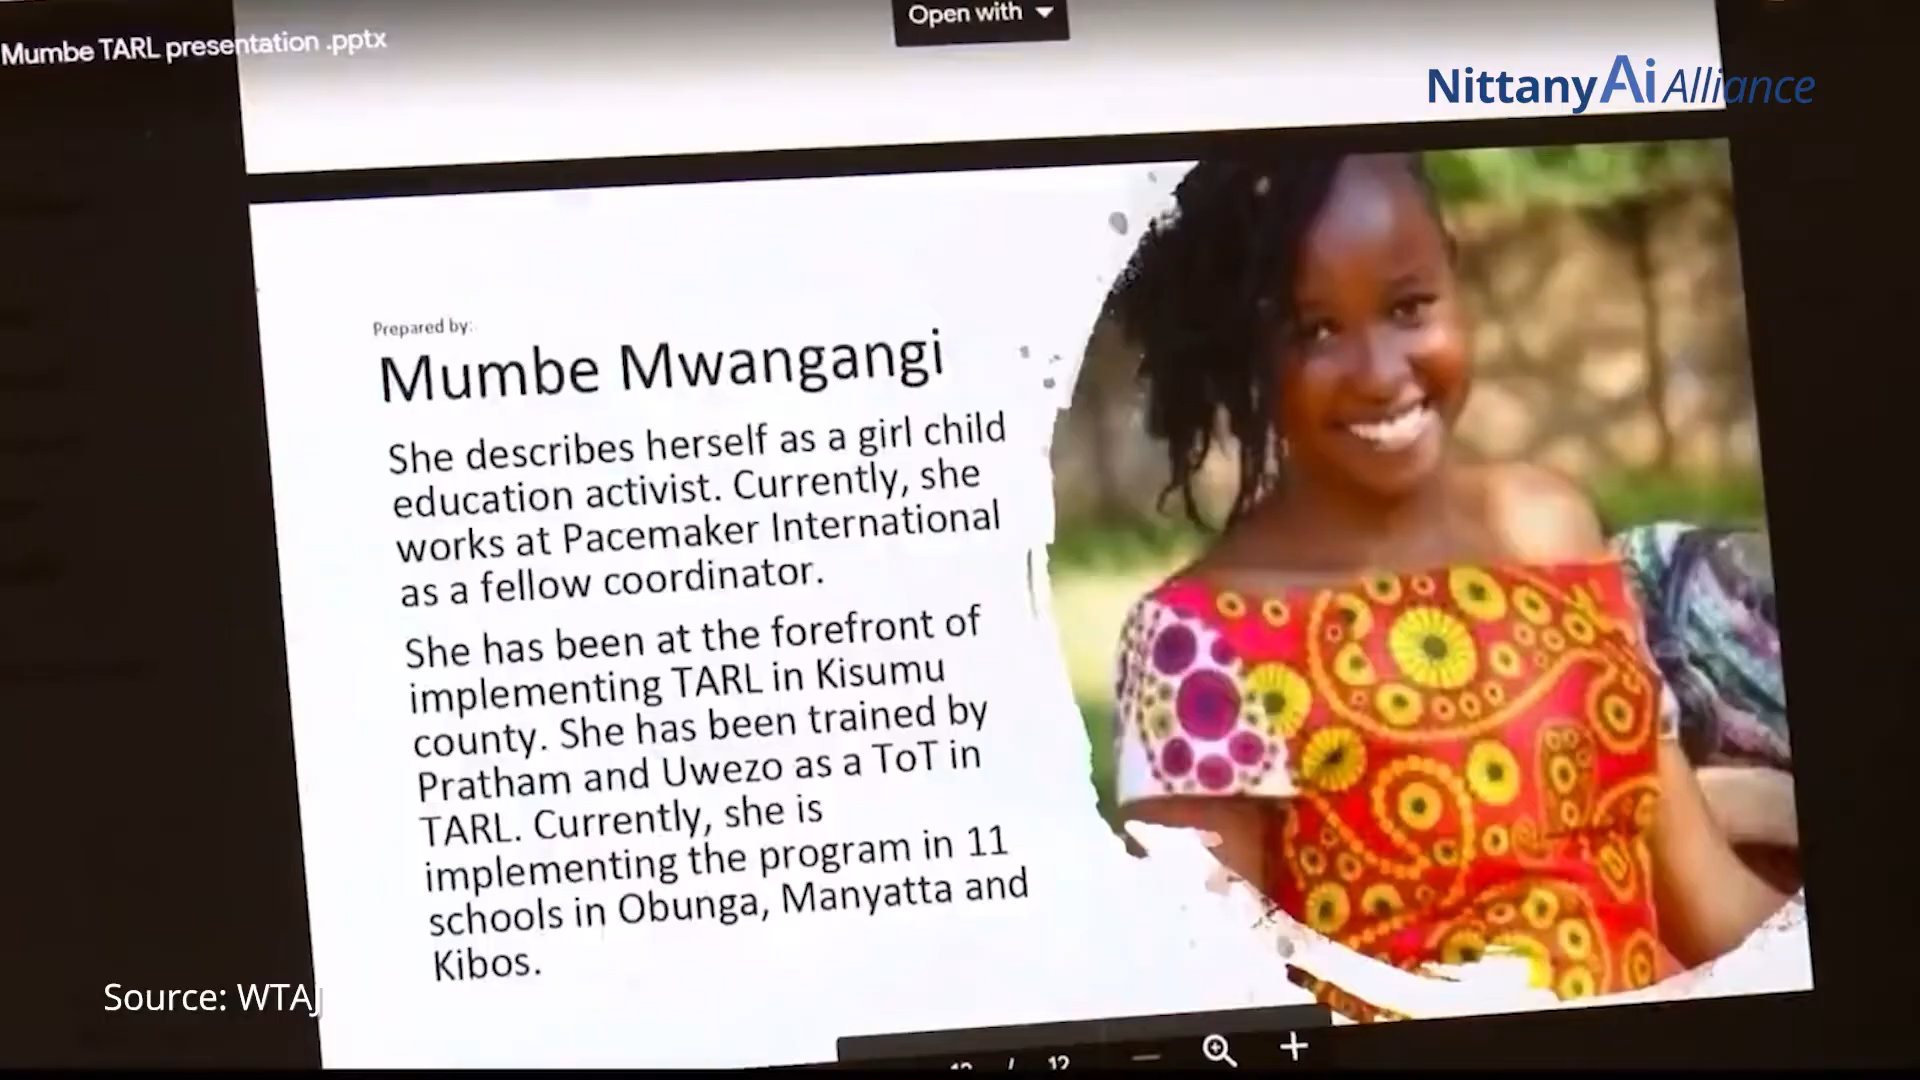 Mumbe TARL presentation .pptx
Open with
NittanyAiAlliance
Prepared by:
Mumbe Mwangangi
She describes herself as a girl child
education activist. Currently, she
works at Pacemaker International
as a fellow coordinator.
She has been at the forefront of
implementing TARL in Kisumu
county. She has been trained by
Pratham and Uwezo as a ToT in
TARL. Currently, she is
implementing the program in 11
schools in Obunga, Manyatta and
Kibos.
Source: WTAJ
/ 12